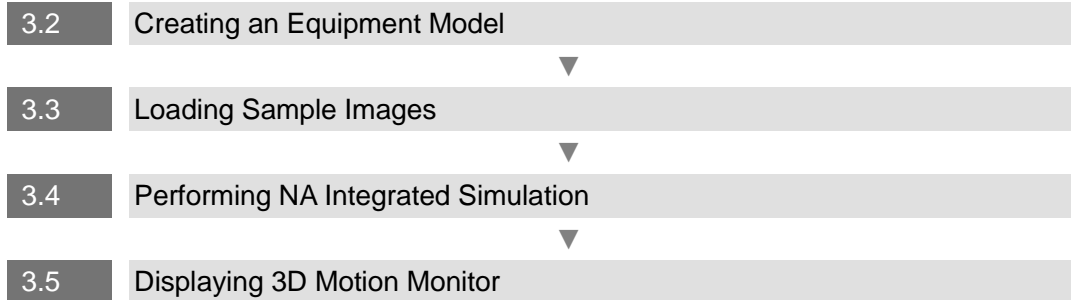 3.2 Creating an Equipment Model
▼
3.3 Loading Sample Images
▼
3.4 Performing NA Integrated Simulation
▼
3.5 Displaying 3D Motion Monitor